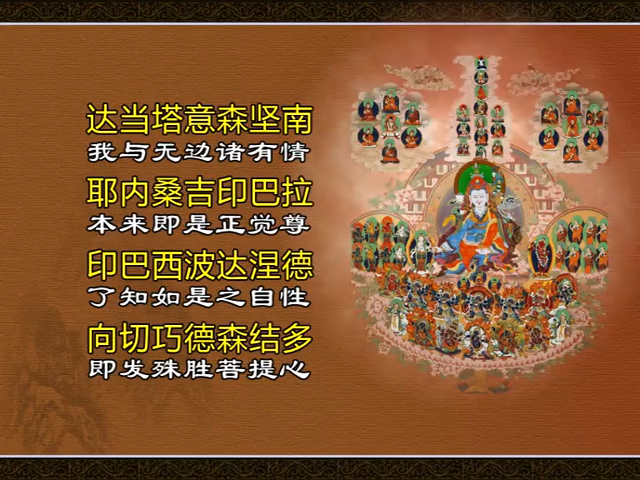 达当塔意森坚南
我与无边诸有情
耶内桑吉印巴拉
本来即是正觉尊
印巴西波达涅德
了知如是之自性
向切巧德森结多
即发殊胜菩提心